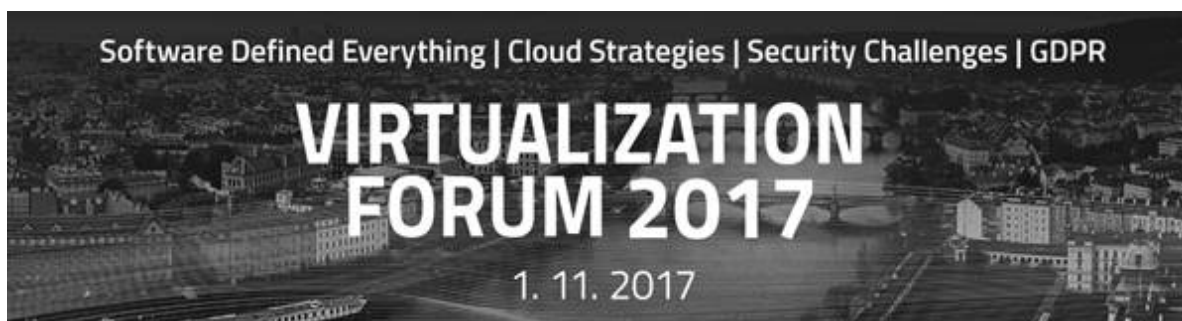 Software Defined Everything | Cloud Strategies | Security Challenges | GDPR
VIRTUALIZATION
FORUM 2017
1. 11. 2017